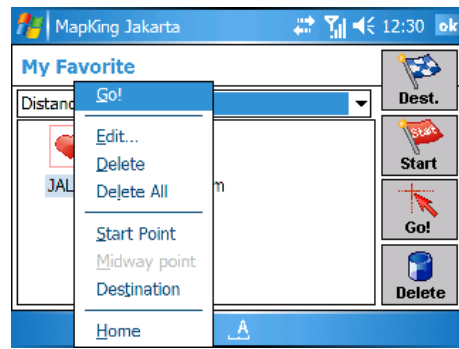 MapKing Jakarta 12:30 ok
My Favorite
Distanc
Go!
Edit...
Delete
Delete All
Start Point
Midway point
Destination
Home
JAL
m
Dest.
Start
Start
Go!
Delete
A